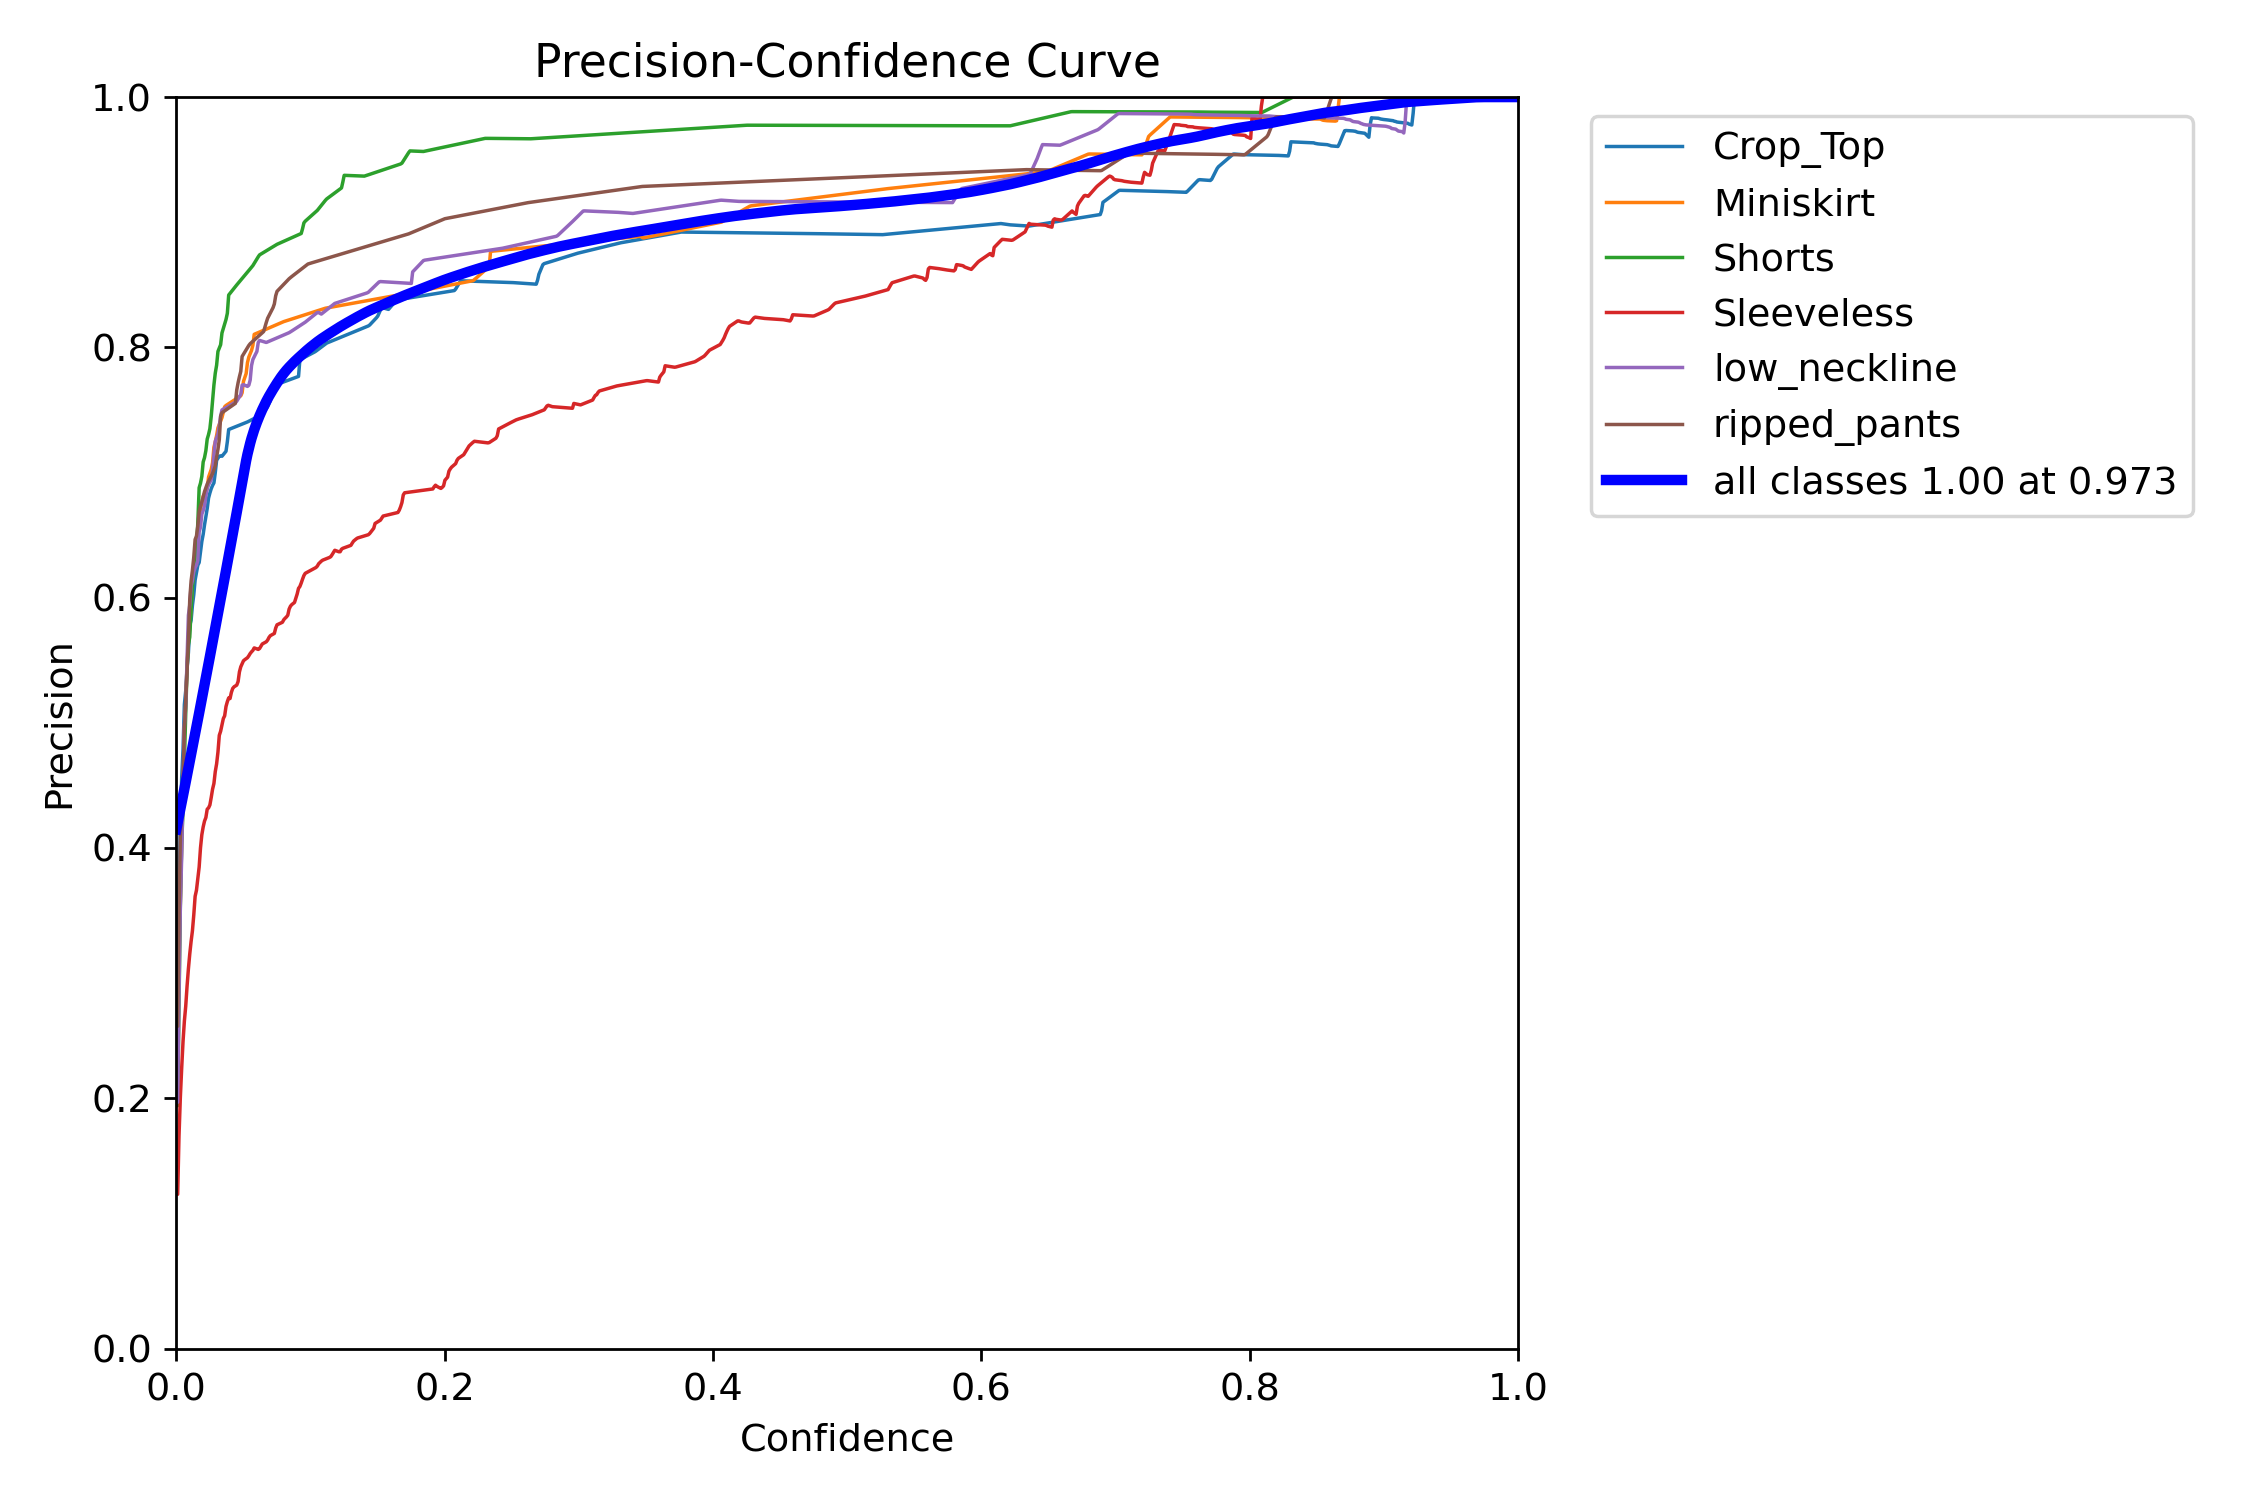 Precision-Confidence Curve
1.0
0.8
0.6
0.4
0.2
0.0
Precision
0.0 0.2 0.4 0.6 0.8 1.0
Confidence
Crop_Top
Miniskirt
Shorts
Sleeveless
low_neckline
ripped_pants
all classes 1.00 at 0.973